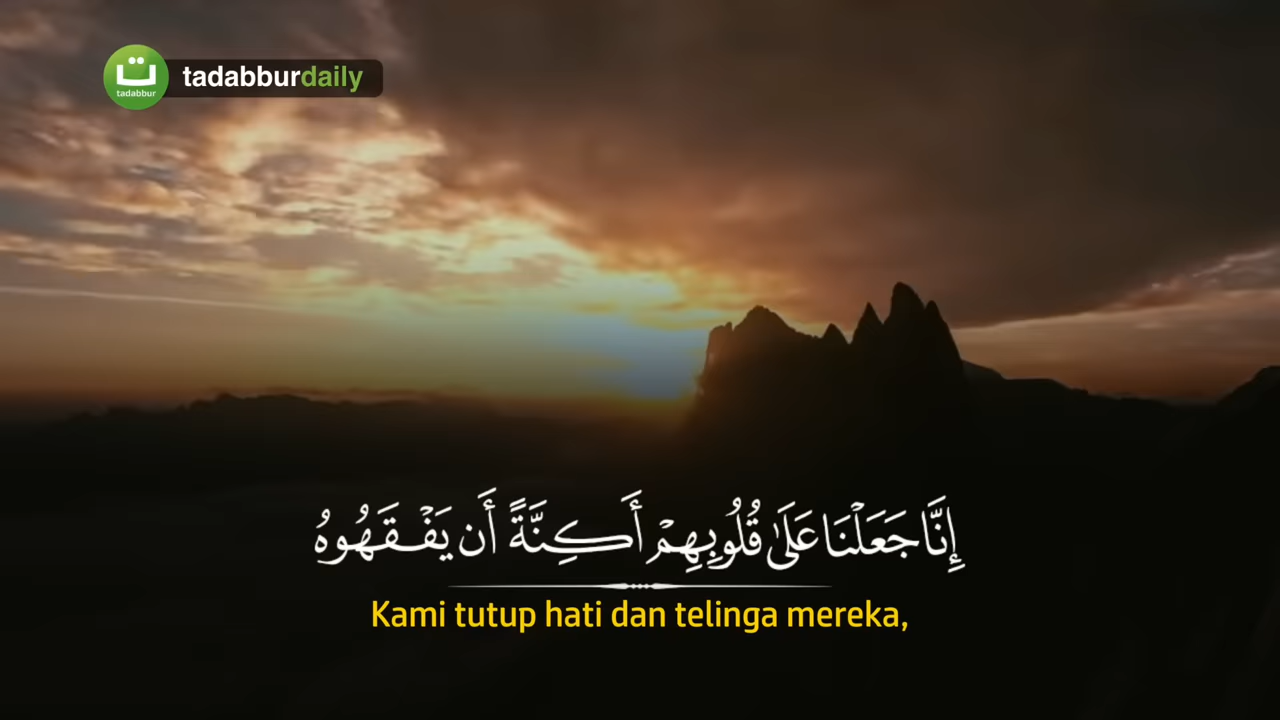 ت
tadabbur
tadabburdaily
إِنَّا جَعَلْنَا عَلَىٰ قُلُوبِهِمْ أَكِنَّةً أَن يَفْقَهُوهُ
Kami tutup hati dan telinga mereka,